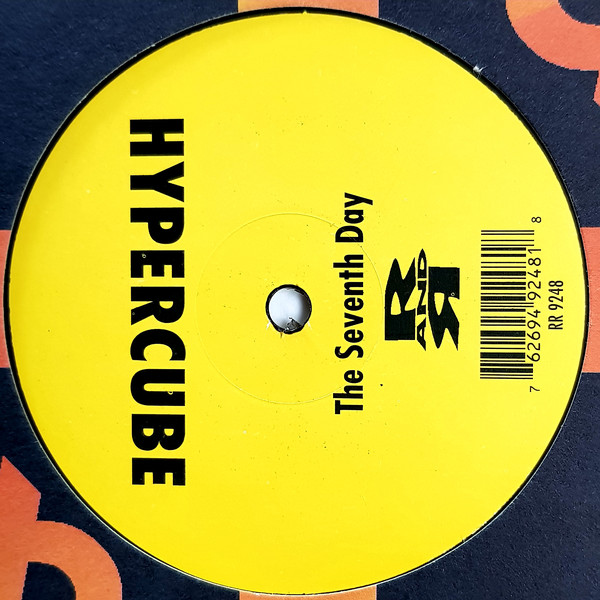 HYPERCUBE
The Seventh Day
R
AND
R
7 62694 92481 8
RR 9248